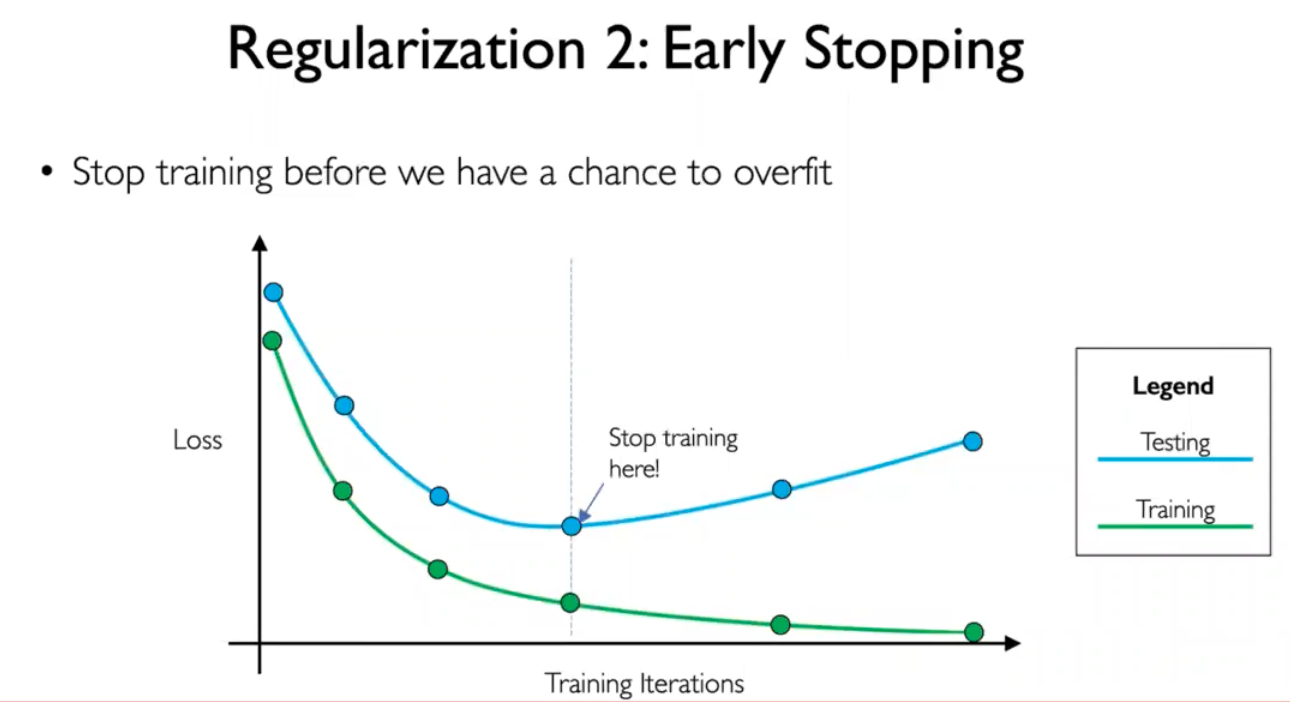 Regularization 2: Early Stopping
• Stop training before we have a chance to overfit
Loss
Stop training
here!
Legend
Testing
Training
Training Iterations